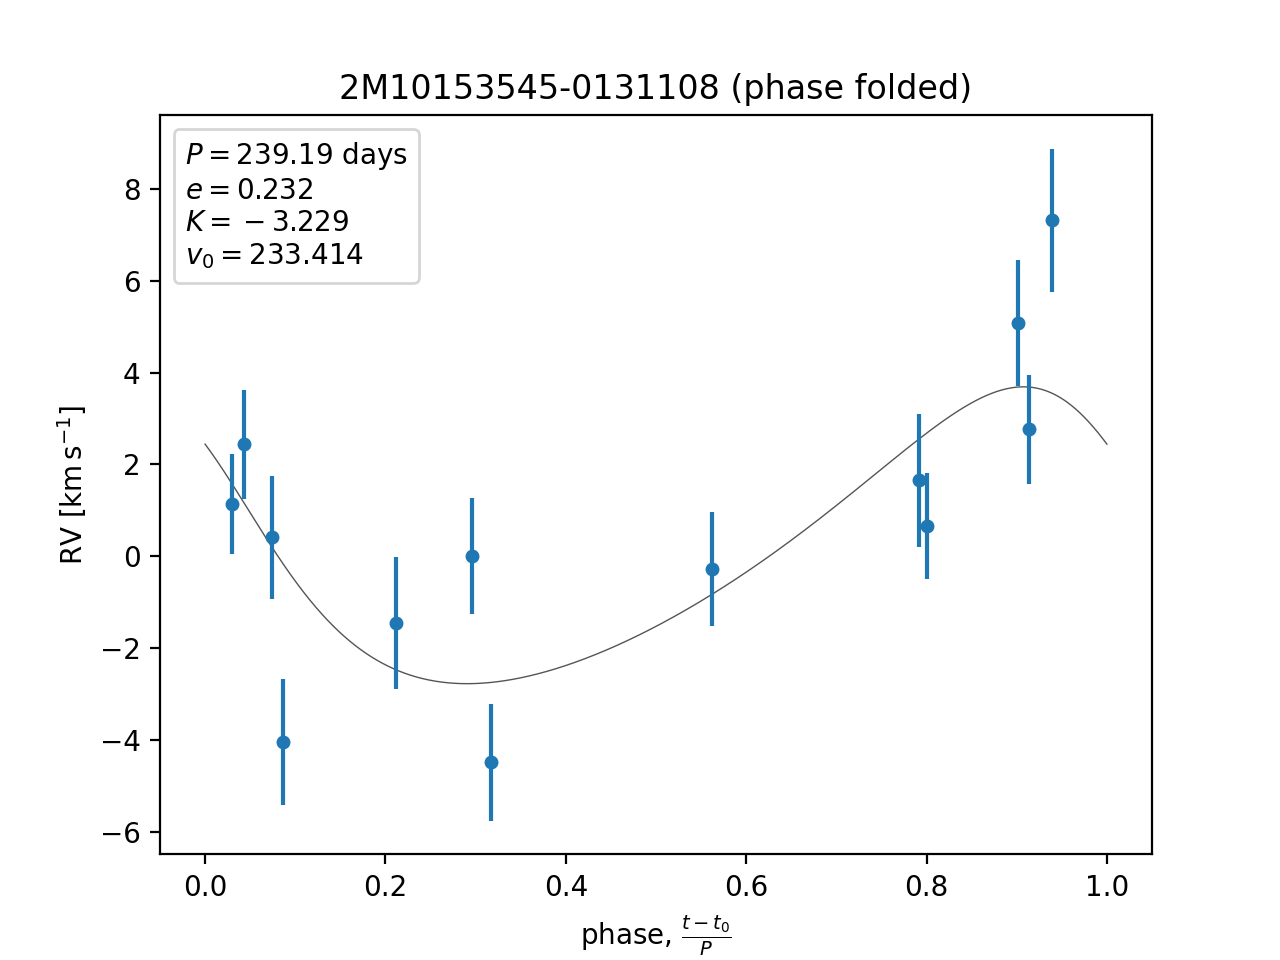 2M10153545-0131108 (phase folded)
P = 239.19 days
e = 0.232
K = −3.229
v₀ = 233.414
RV [km s⁻¹]
8
6
4
2
0
−2
−4
−6
0.0 0.2 0.4 0.6 0.8 1.0
phase, (t − t₀)/P